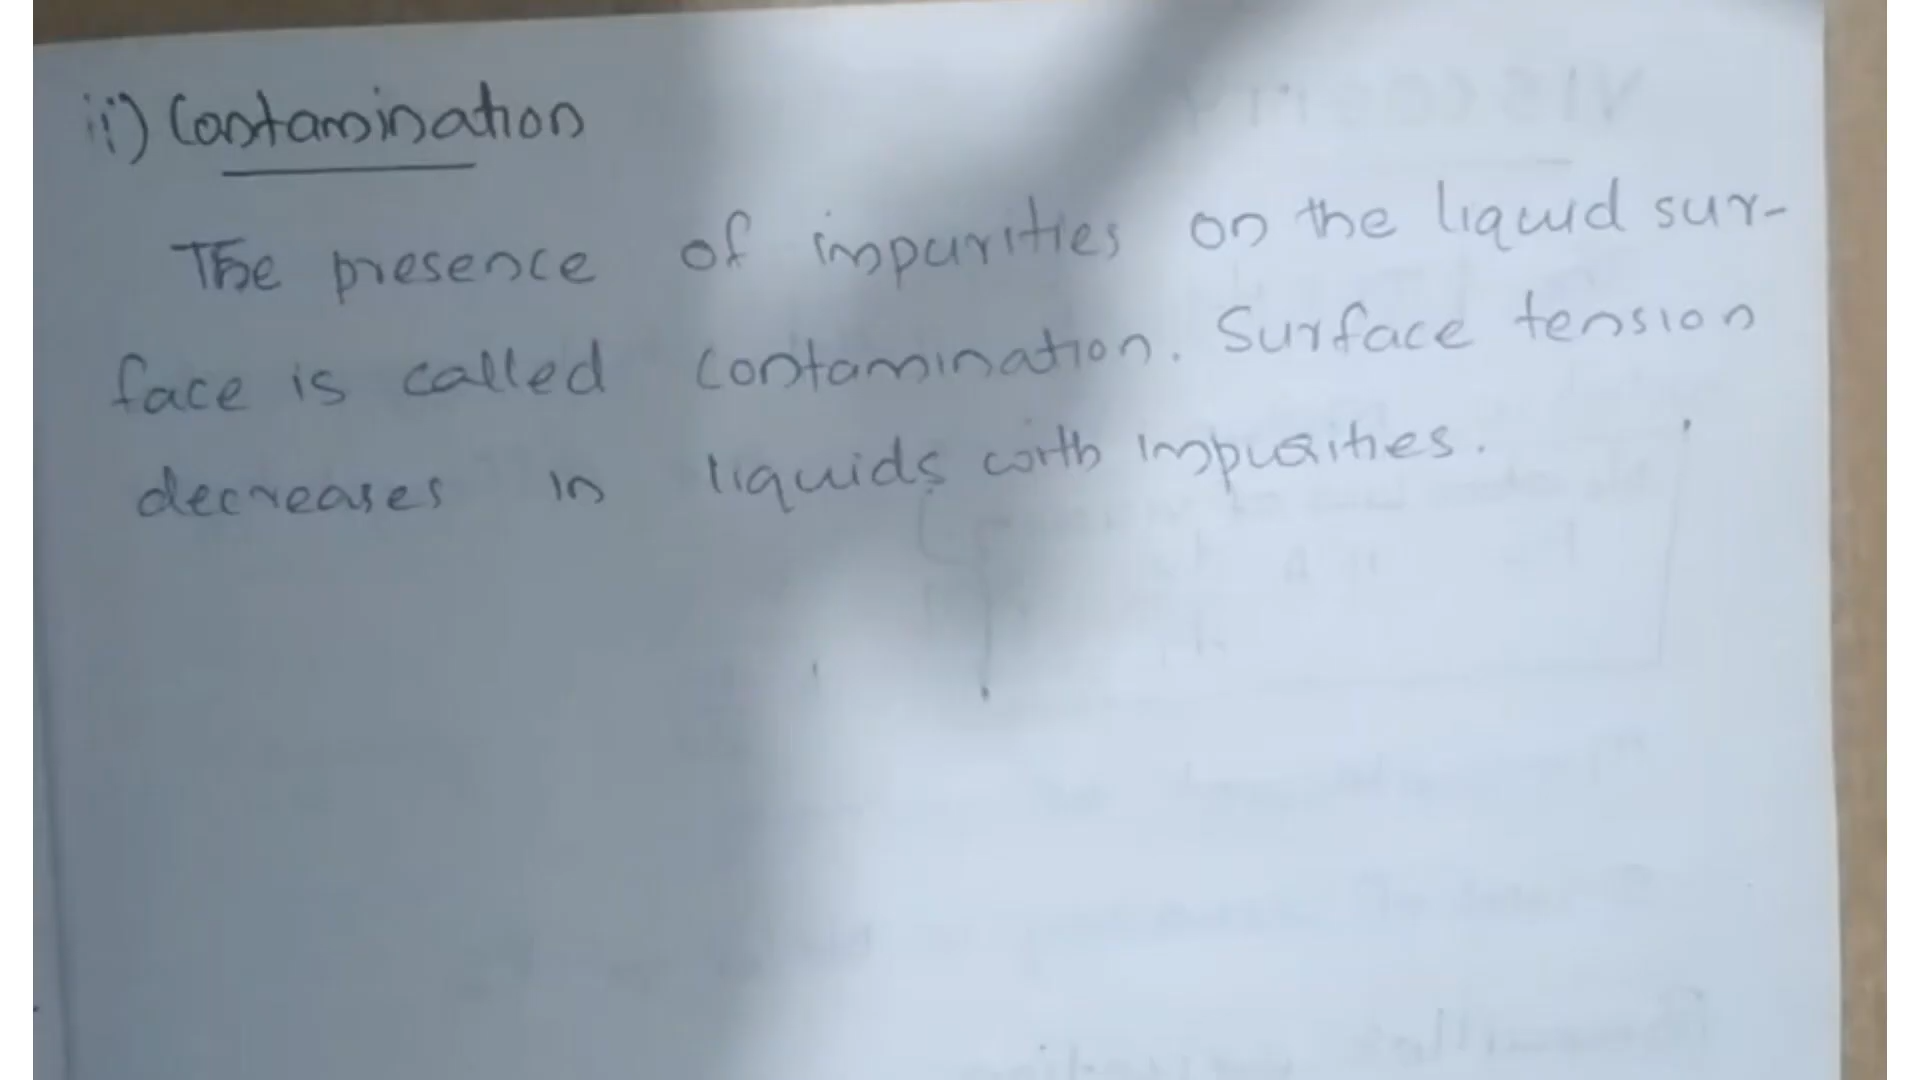 ii) Contamination
The presence of impurities on the liquid sur-
face is called contamination. Surface tension
decreases in liquids with impurities.